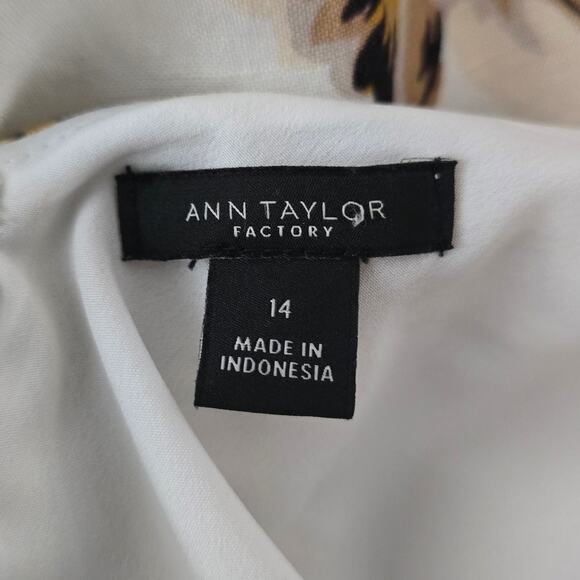 ANN TAYLOR
FACTORY
14
MADE IN
INDONESIA